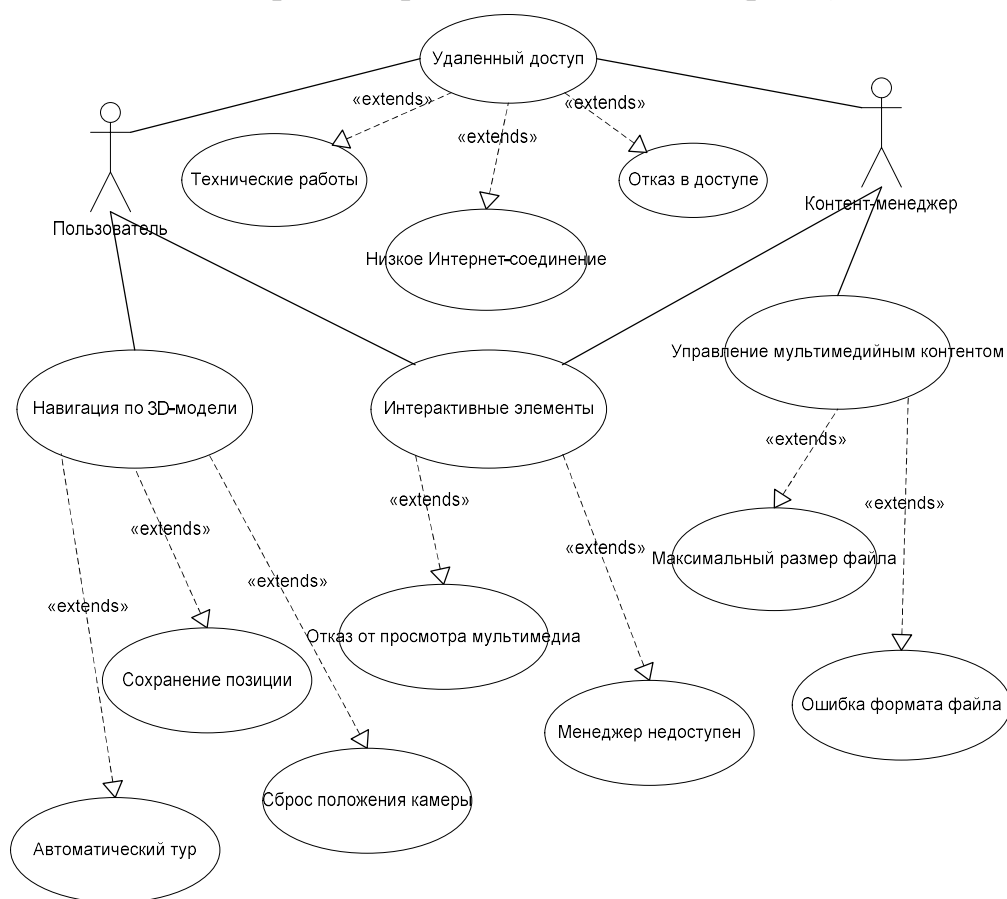 Удаленный доступ
«extends»
«extends»
«extends»
Технические работы
Отказ в доступе
Контент-менеджер
Пользователь
Низкое Интернет-соединение
Управление мультимедийным контентом
Навигация по 3D-модели
Интерактивные элементы
«extends»
«extends»
«extends»
«extends»
«extends»
Максимальный размер файла
«extends»
«extends»
Отказ от просмотра мультимедиа
Сохранение позиции
Ошибка формата файла
Менеджер недоступен
Сброс положения камеры
Автоматический тур